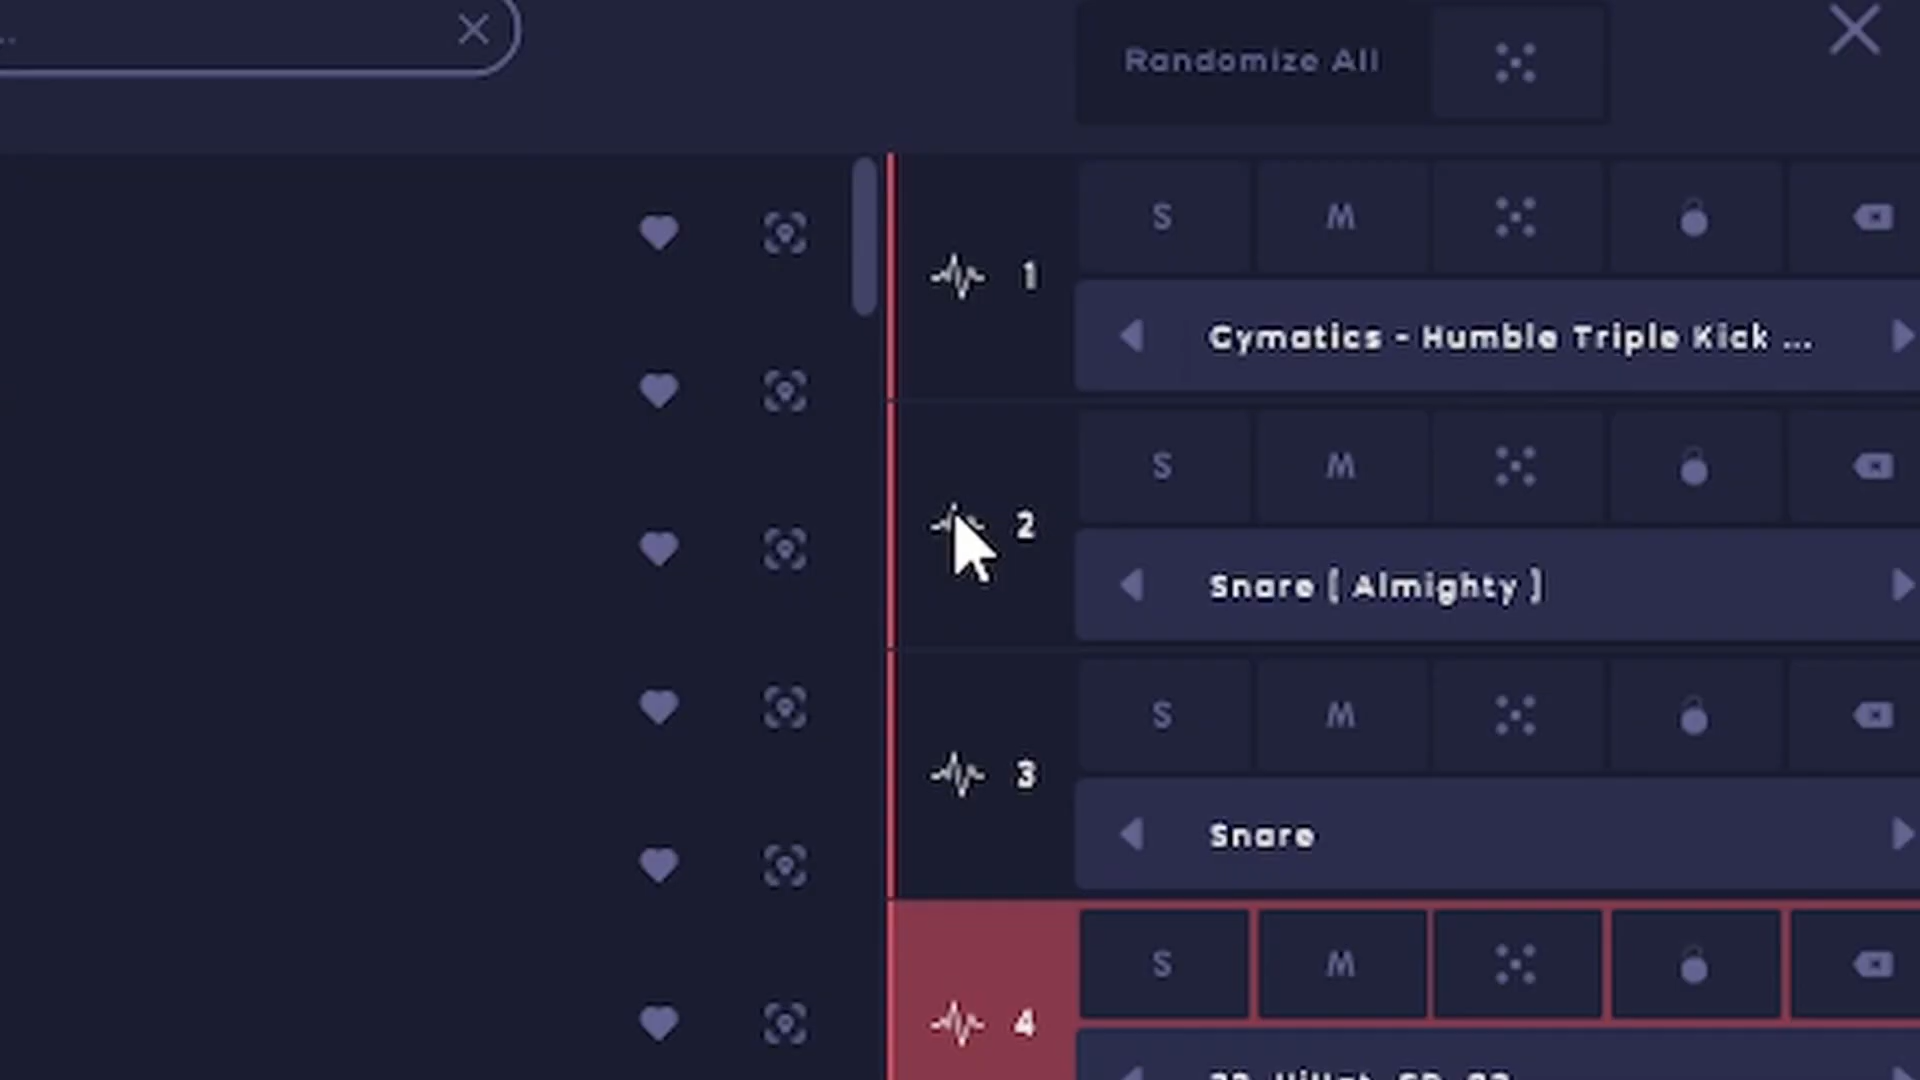 Randomize All
S M
1
Cymatics - Humble Triple Kick ...
S M
2
Snare ( Almighty )
S M
3
Snare
S M
4